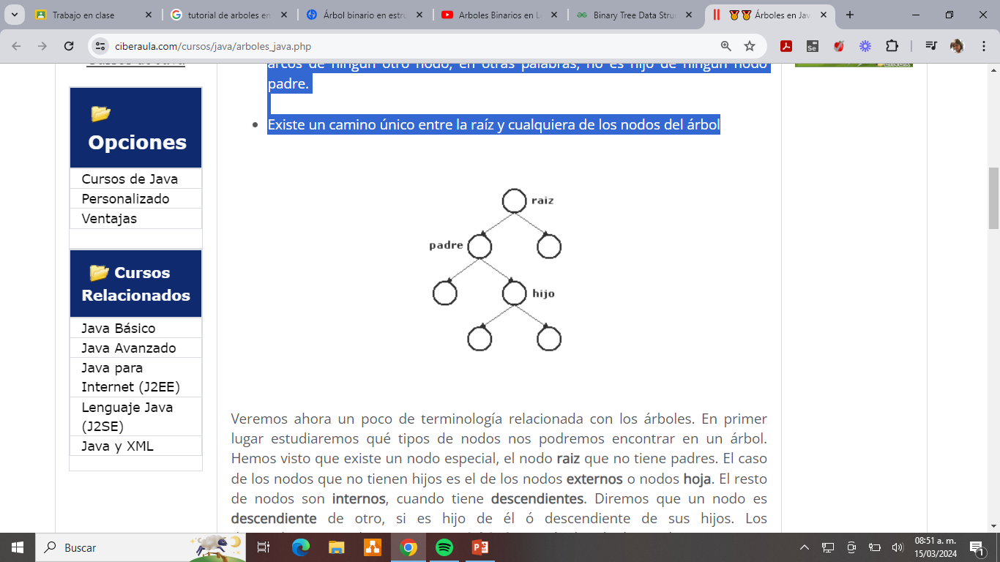 Trabajo en clase
tutorial de arboles en
Árbol binario en estru
Arboles Binarios en L
Binary Tree Data Stru
Árboles en Jav
ciberaula.com/cursos/java/arboles_java.php
Cursos de Java
arcos de ningún otro nodo, en otras palabras, no es hijo de ningún nodo
padre.
Existe un camino único entre la raíz y cualquiera de los nodos del árbol
Opciones
Cursos de Java
Personalizado
Ventajas
Cursos
Relacionados
Java Básico
Java Avanzado
Java para
Internet (J2EE)
Lenguaje Java
(J2SE)
Java y XML
raiz
padre
hijo
Veremos ahora un poco de terminología relacionada con los árboles. En primer
lugar estudiaremos qué tipos de nodos nos podremos encontrar en un árbol.
Hemos visto que existe un nodo especial, el nodo raiz que no tiene padres. El caso
de los nodos que no tienen hijos es el de los nodos externos o nodos hoja. El resto
de nodos son internos, cuando tiene descendientes. Diremos que un nodo es
descendiente de otro, si es hijo de él ó descendiente de sus hijos. Los
Buscar
08:51 a. m.
15/03/2024
1